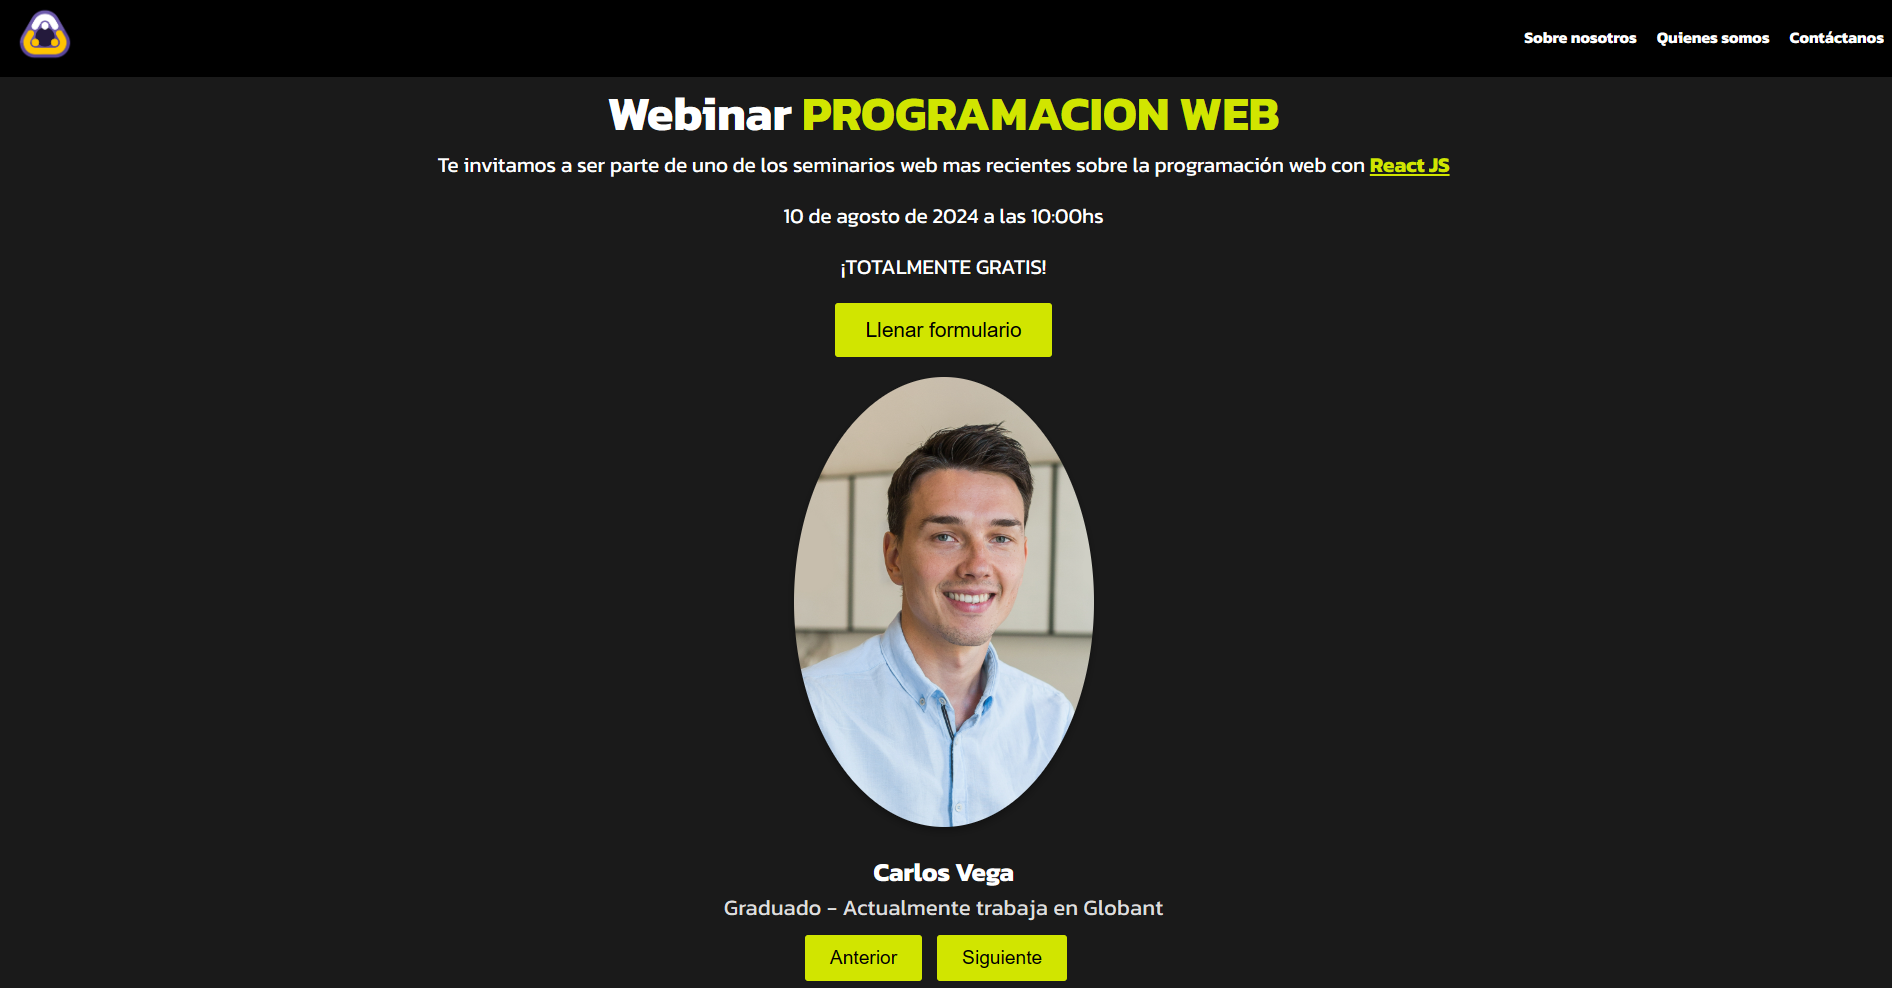 Sobre nosotros Quienes somos Contáctanos
Webinar PROGRAMACION WEB
Te invitamos a ser parte de uno de los seminarios web mas recientes sobre la programación web con React JS
10 de agosto de 2024 a las 10:00hs
¡TOTALMENTE GRATIS!
Llenar formulario
Carlos Vega
Graduado - Actualmente trabaja en Globant
Anterior Siguiente